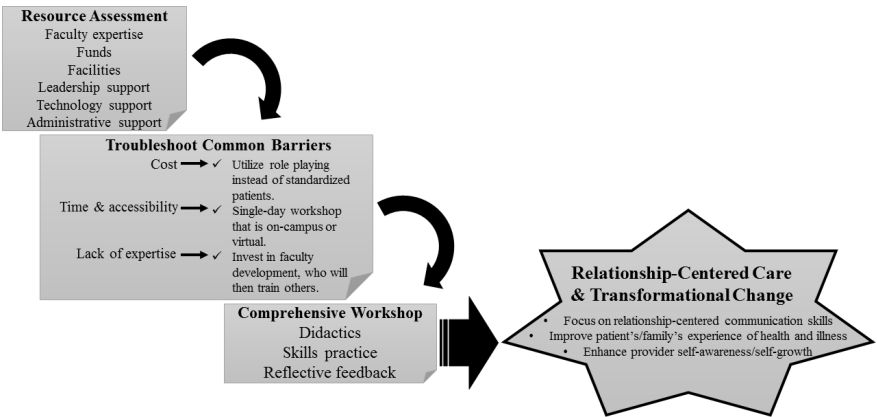 Resource Assessment
Faculty expertise
Funds
Facilities
Leadership support
Technology support
Administrative support
Troubleshoot Common Barriers
Cost ✓ Utilize role playing
instead of standardized
patients.
Time & accessibility ✓ Single-day workshop
that is on-campus or
virtual.
Lack of expertise ✓ Invest in faculty
development, who will
then train others.
Comprehensive Workshop
Didactics
Skills practice
Reflective feedback
Relationship-Centered Care
& Transformational Change
• Focus on relationship-centered communication skills
• Improve patient's/family's experience of health and illness
• Enhance provider self-awareness/self-growth